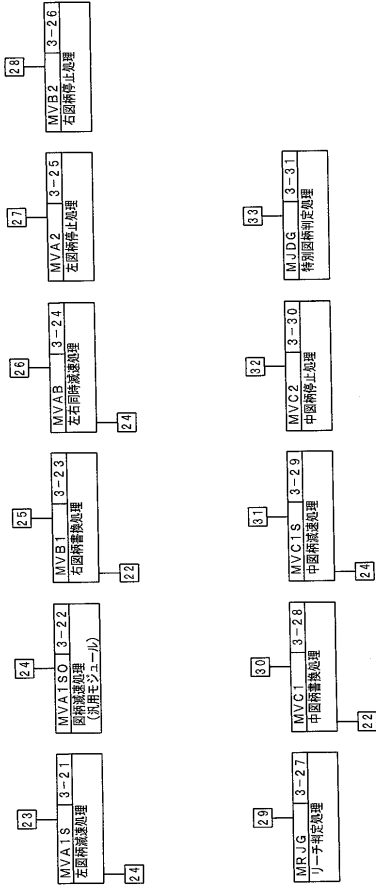 23
MVA1S 3-21
左図柄減速処理
24
24
MVA1SO 3-22
図柄減速処理
(汎用モジュール)
25
MVB1 3-23
右図柄書換処理
22
26
MVAB 3-24
左右同時減速処理
24
27
MVA2 3-25
左図柄停止処理
28
MVB2 3-26
右図柄停止処理
29
MRJG 3-27
リーチ判定処理
30
MVC1 3-28
中図柄書換処理
22
31
MVC1S 3-29
中図柄減速処理
24
32
MVC2 3-30
中図柄停止処理
33
MJDG 3-31
特別図柄判定処理